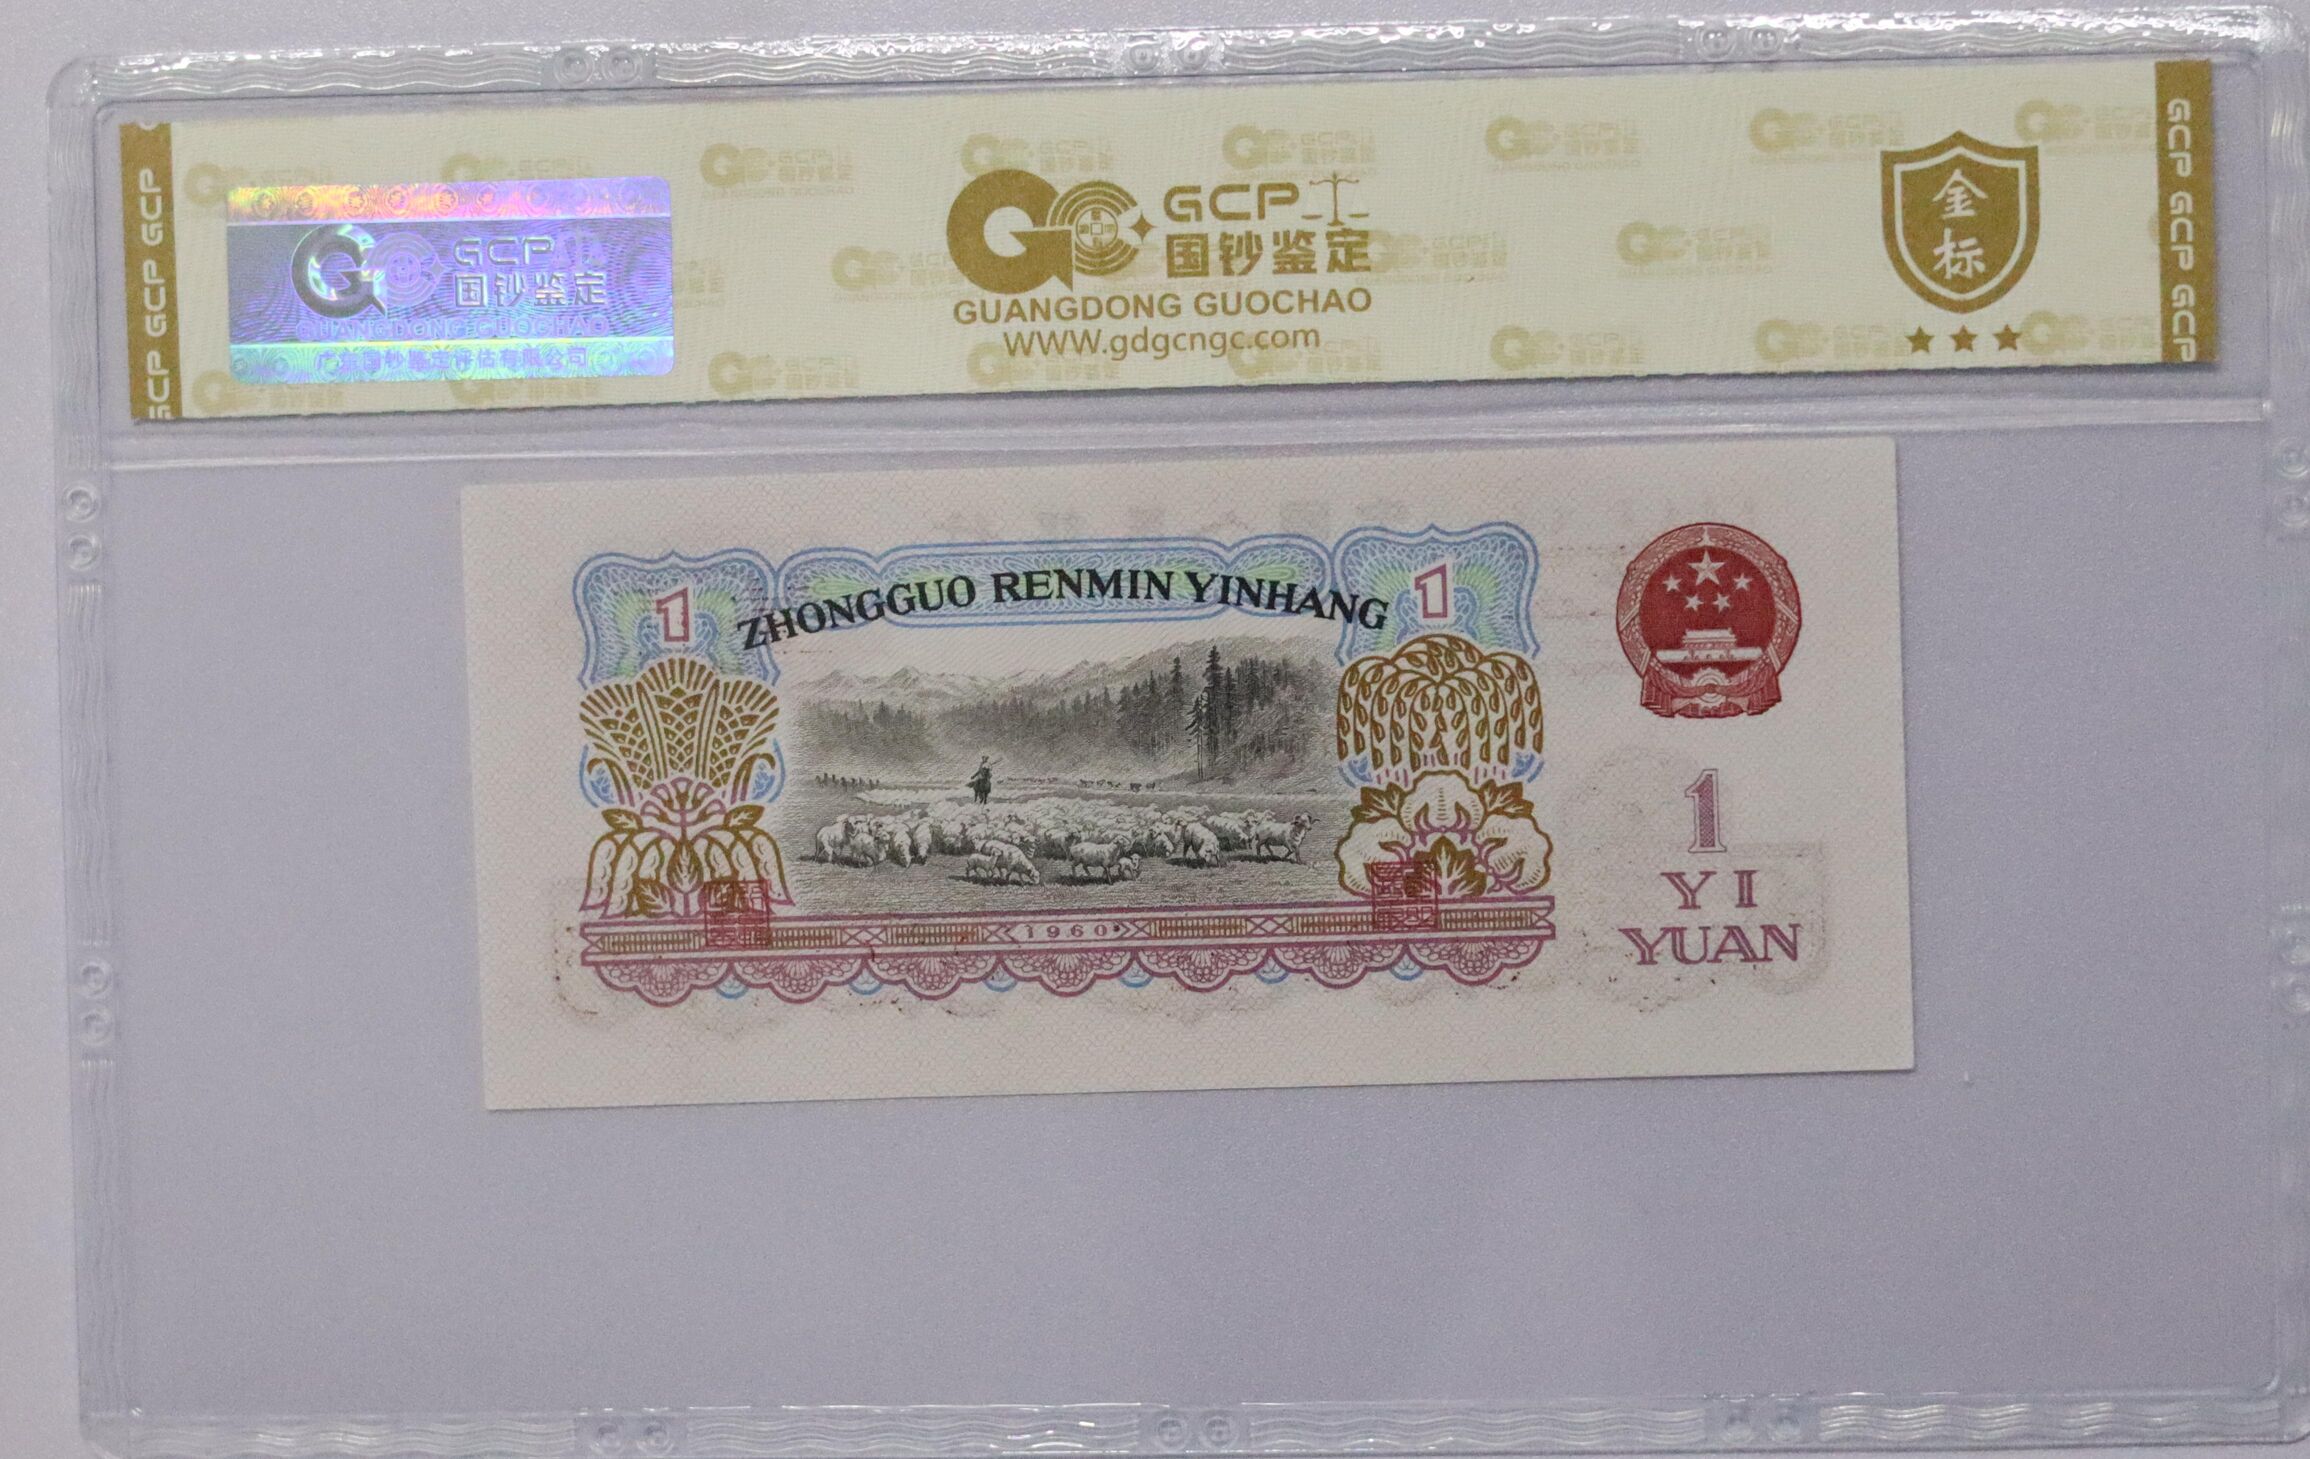 GCP
国钞鉴定
GUANGDONG GUOCHAO
广东国钞鉴定评估有限公司
GCP
国钞鉴定
GUANGDONG GUOCHAO
WWW.gdgcngc.com
金
标
GCP GCP GCP
GCP GCP GCP
ZHONGGUO RENMIN YINHANG
1
1
1960
1
YI
YUAN